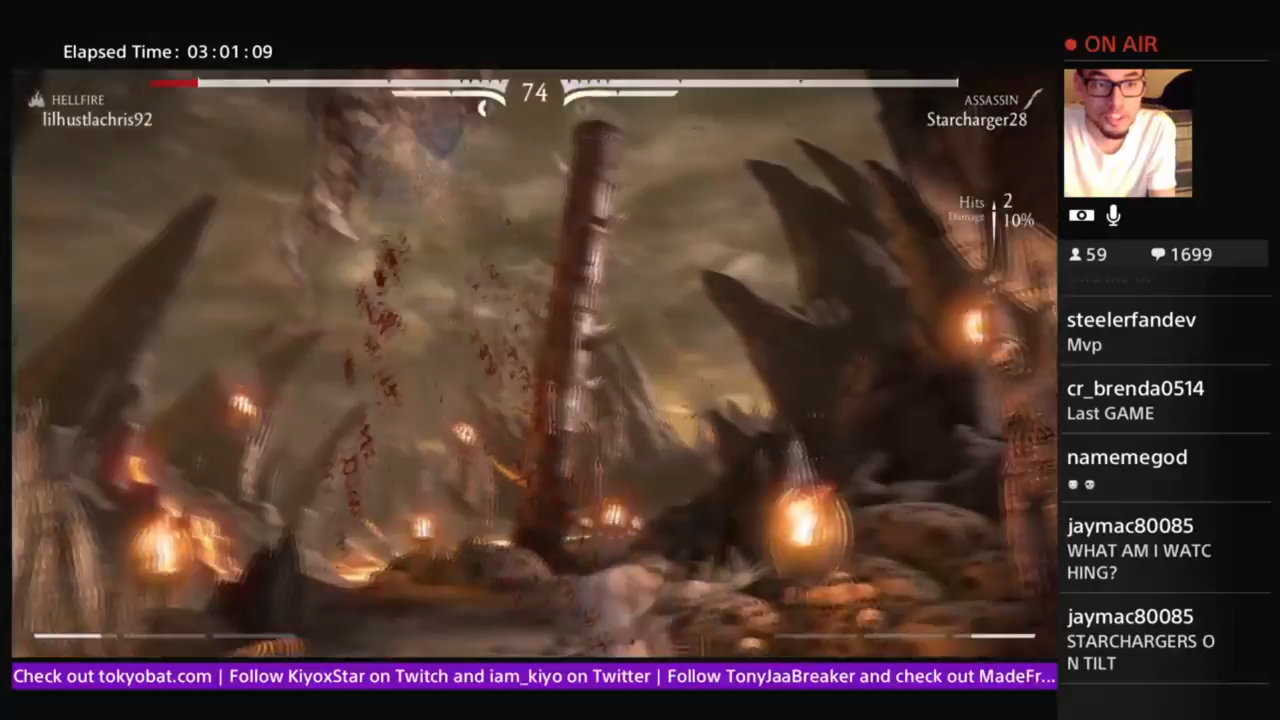 Elapsed Time: 03:01:09
ON AIR
74
HELLFIRE
lilhustlachris92
ASSASSIN
Starcharger28
Hits 2
Damage 10%
59 1699
steelerfandev
Mvp
cr_brenda0514
Last GAME
namemegod
jaymac80085
WHAT AM I WATC
HING?
jaymac80085
STARCHARGERS O
N TILT
Check out tokyobat.com | Follow KiyoxStar on Twitch and iam_kiyo on Twitter | Follow TonyJaaBreaker and check out MadeFr...